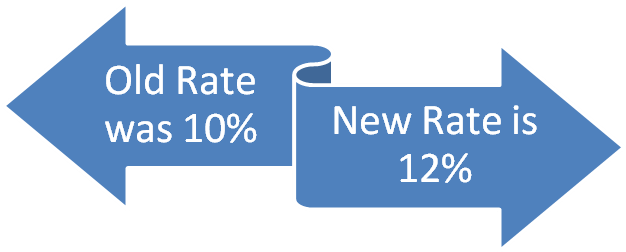 Old Rate
was 10%
New Rate is
12%